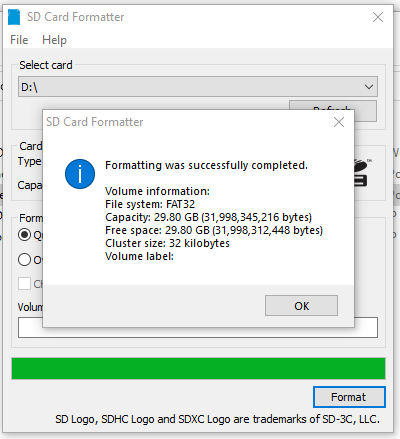 SD Card Formatter
File Help
Select card
D:\
SD Card Formatter
Card
Type
Capa
Formatting was successfully completed.
Volume information:
File system: FAT32
Capacity: 29.80 GB (31,998,345,216 bytes)
Free space: 29.80 GB (31,998,312,448 bytes)
Cluster size: 32 kilobytes
Volume label:
OK
Form
Qu
Ov
Volum
Format
SD Logo, SDHC Logo and SDXC Logo are trademarks of SD-3C, LLC.